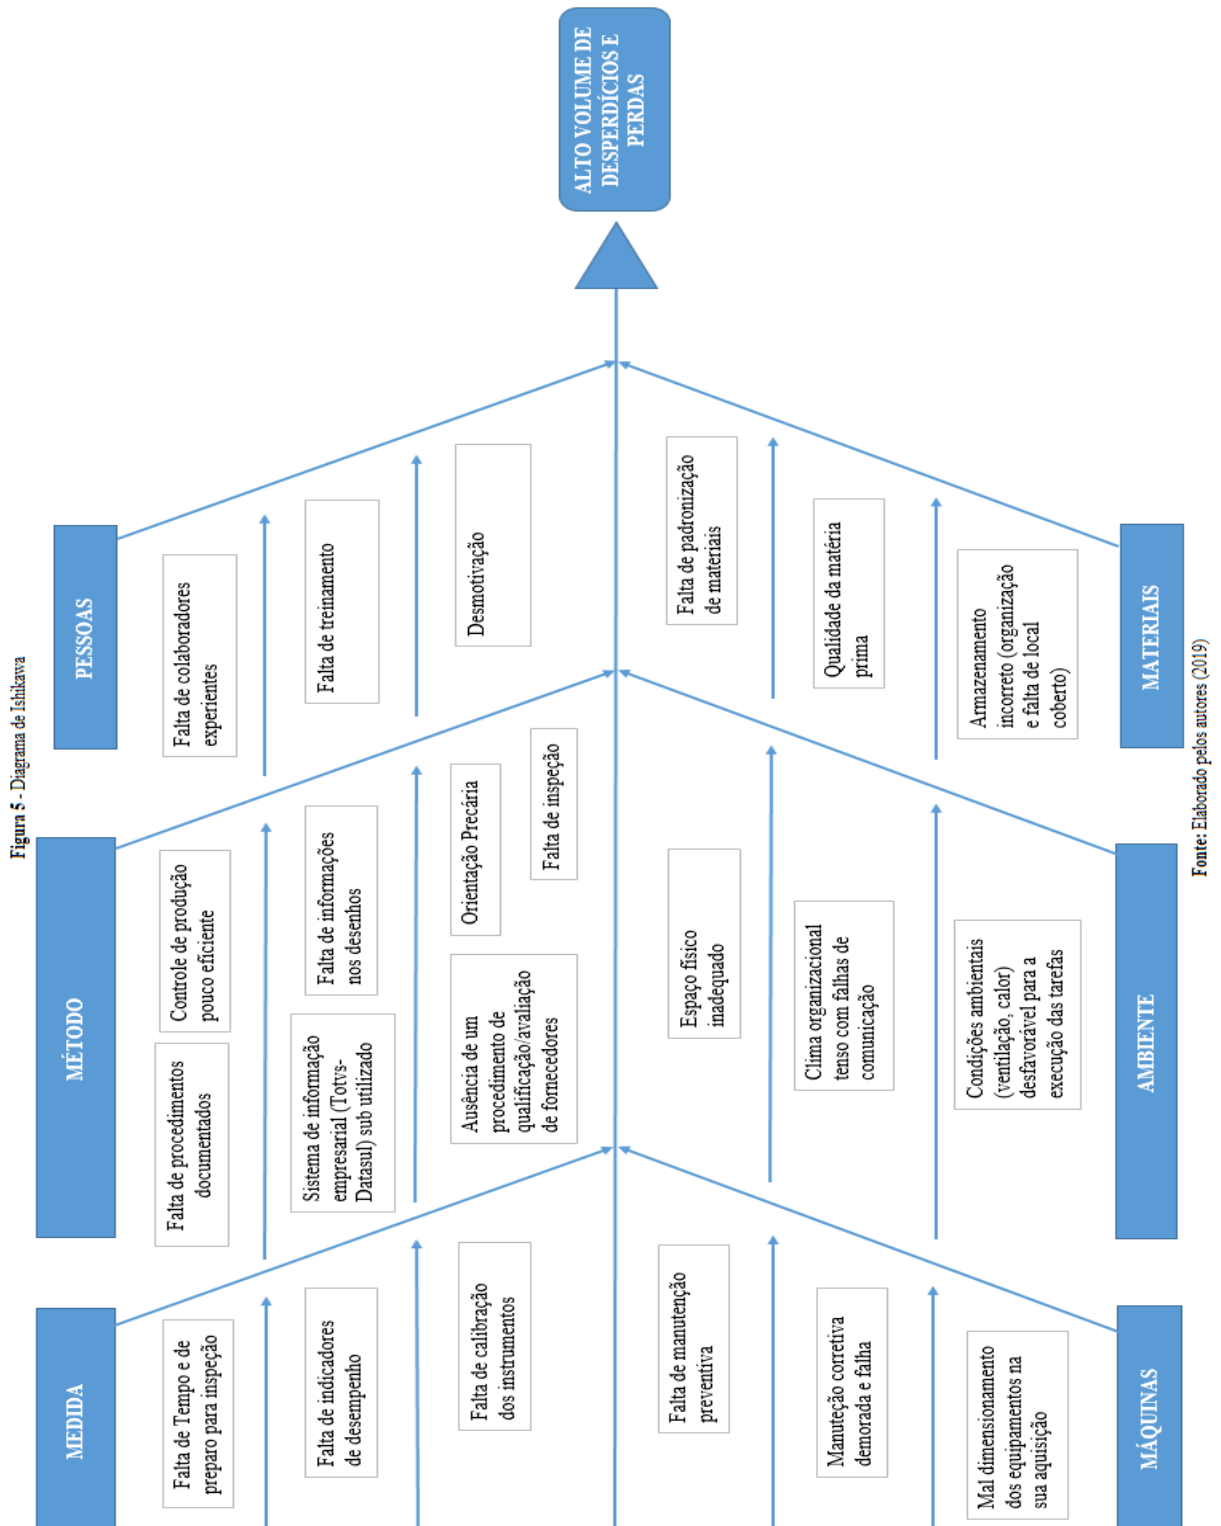 Figura 5 - Diagrama de Ishikawa
MEDIDA
Falta de Tempo e de
preparo para inspeção
Falta de indicadores
de desempenho
Falta de calibração
dos instrumentos
MÉTODO
Falta de procedimentos
documentados
Controle de produção
pouco eficiente
Sistema de informação
empresarial (Totvs-
Datasul) sub utilizado
Falta de informações
nos desenhos
Ausência de um
procedimento de
qualificação/avaliação
de fornecedores
Orientação Precária
Falta de inspeção
PESSOAS
Falta de colaboradores
experientes
Falta de treinamento
Desmotivação
ALTO VOLUME DE
DESPERDÍCIOS E
PERDAS
Falta de manutenção
preventiva
Manuteção corretiva
demorada e falha
Mal dimensionamento
dos equipamentos na
sua aquisição
MÁQUINAS
Espaço físico
inadequado
Clima organizacional
tenso com falhas de
comunicação
Condições ambientais
(ventilação, calor)
desfavorável para a
execução das tarefas
AMBIENTE
Falta de padronização
de materiais
Qualidade da matéria
prima
Armazenamento
incorreto (organização
e falta de local
coberto)
MATERIAIS
Fonte: Elaborado pelos autores (2019)